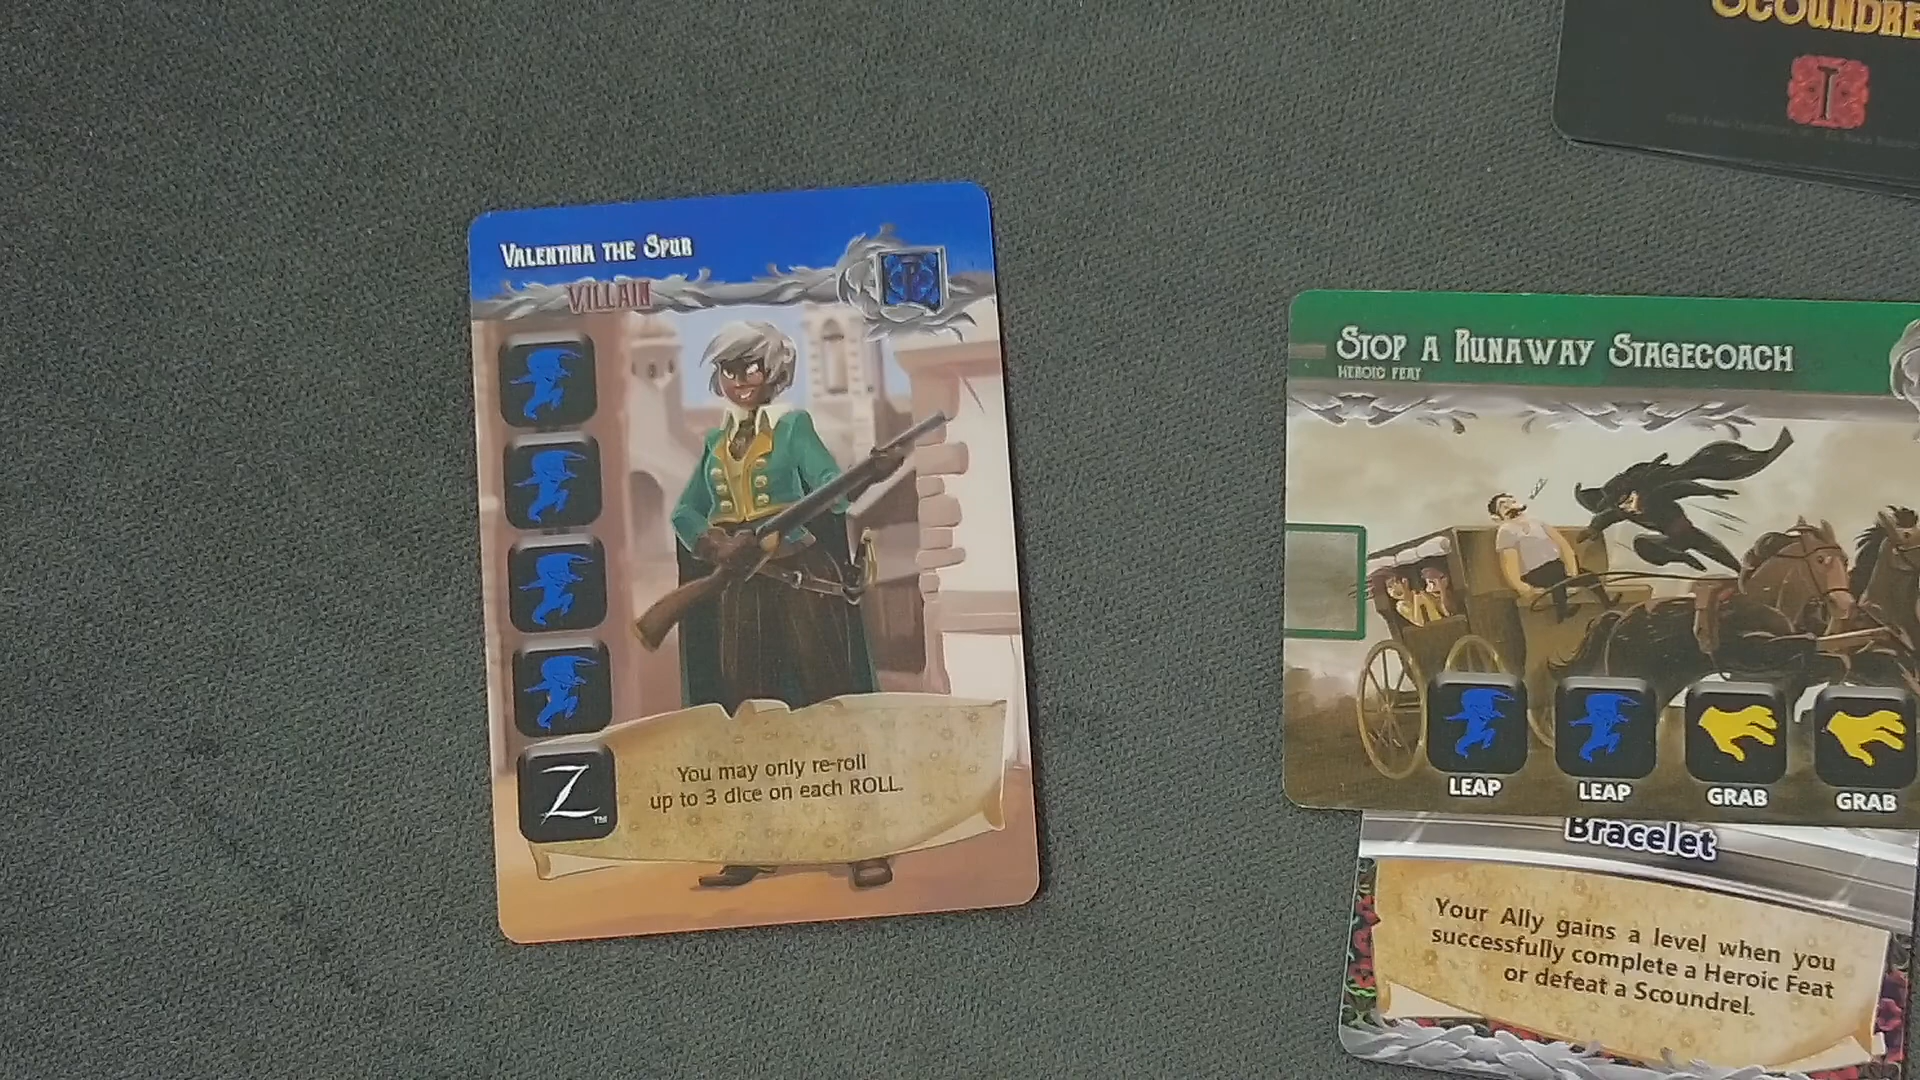 SCOUNDRE
I
VALENTINA THE SPUR
VILLAIN
I
Z™
You may only re-roll
up to 3 dice on each ROLL.
STOP A RUNAWAY STAGECOACH
HEROIC FEAT
LEAP
LEAP
GRAB
GRAB
Bracelet
Your Ally gains a level when you
successfully complete a Heroic Feat
or defeat a Scoundrel.